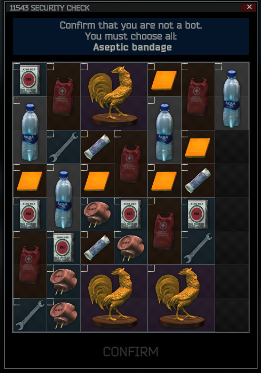 11543 SECURITY CHECK
Confirm that you are not a bot.
You must choose all:
Aseptic bandage
CONFIRM